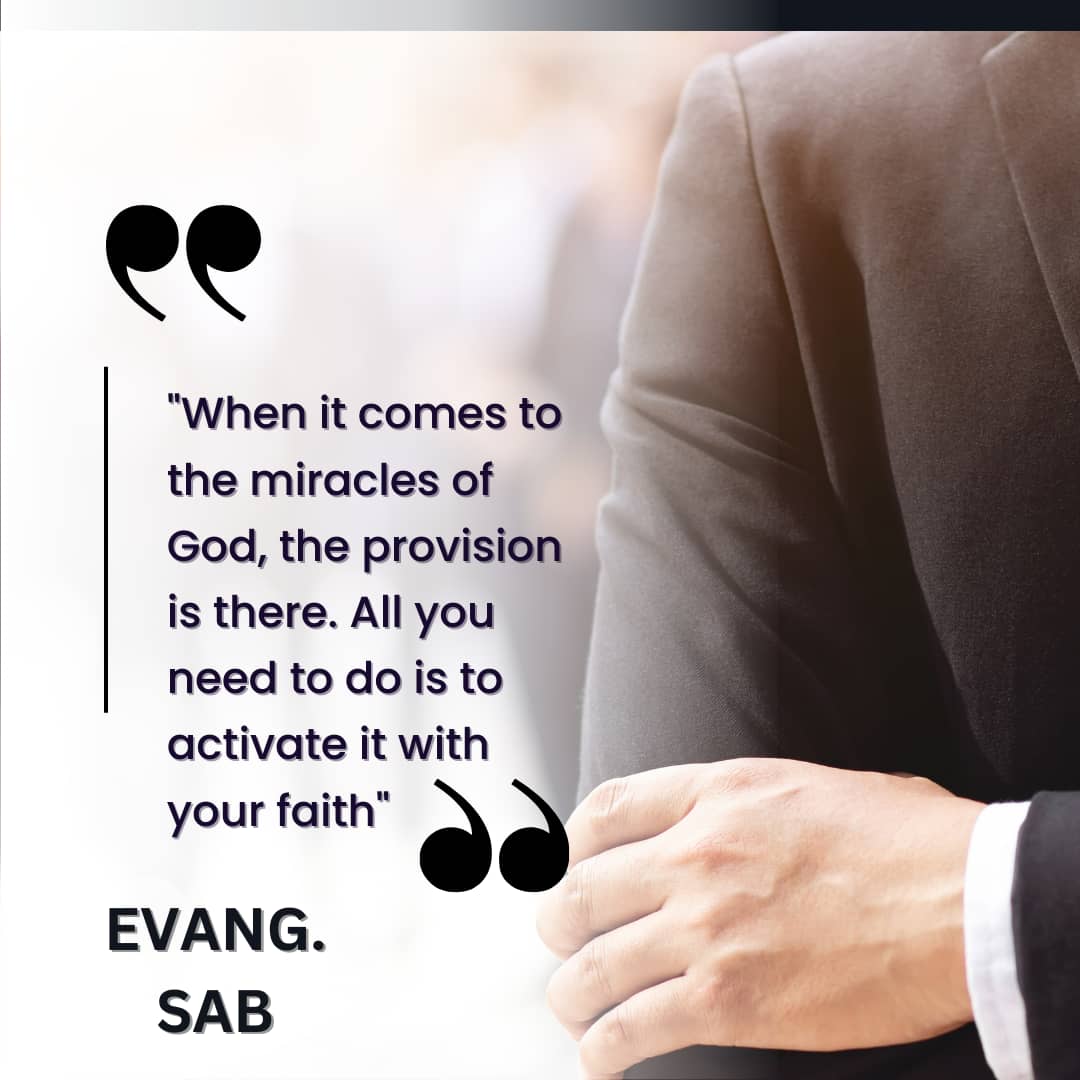 "When it comes to
the miracles of
God, the provision
is there. All you
need to do is to
activate it with
your faith"
EVANG.
SAB